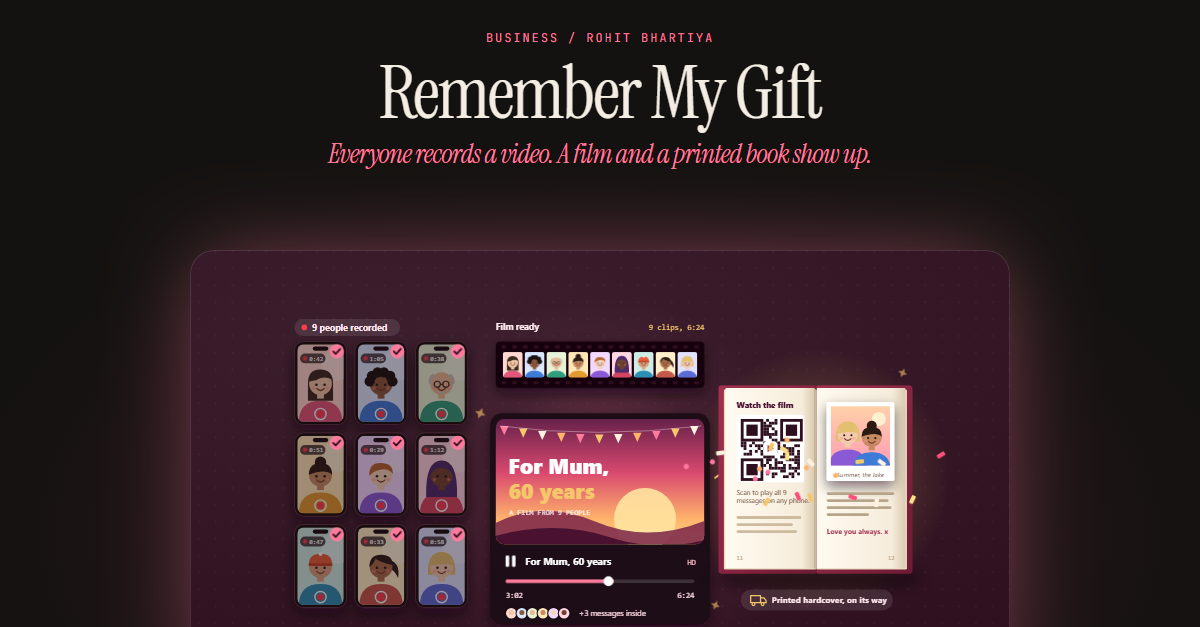 BUSINESS / ROHIT BHARTIYA
Remember My Gift
Everyone records a video. A film and a printed book show up.
9 people recorded
0:42
1:05
0:38
0:53
0:29
1:12
0:47
0:33
0:58
Film ready
9 clips, 6:24
For Mum,
60 years
A FILM FROM 9 PEOPLE
For Mum, 60 years
HD
3:02
6:24
+3 messages inside
Watch the film
Scan to play all 9
messages on any phone.
11
Summer, the lake
Love you always. x
12
Printed hardcover, on its way